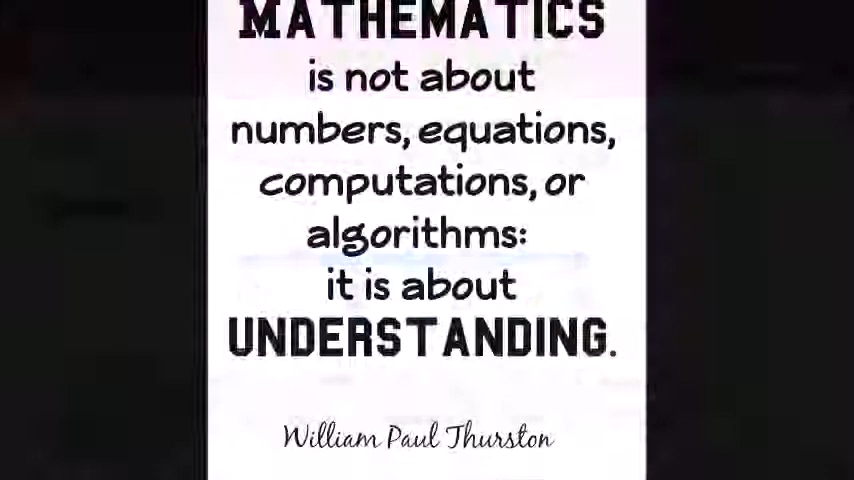 MATHEMATICS
is not about
numbers, equations,
computations, or
algorithms:
it is about
UNDERSTANDING.
William Paul Thurston